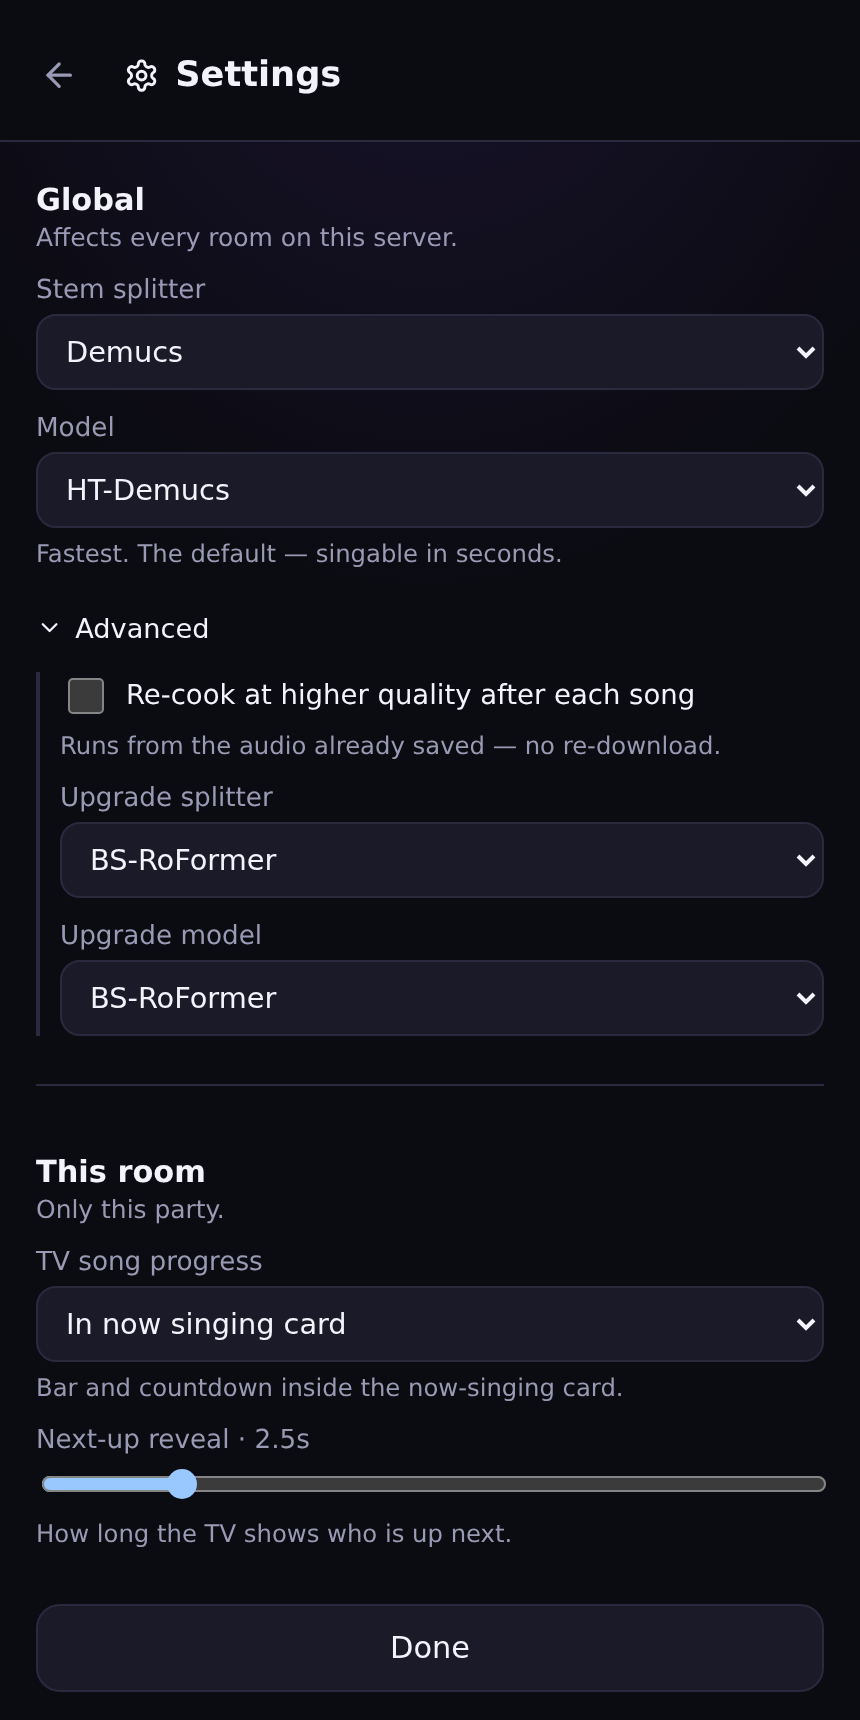 Settings
Global
Affects every room on this server.
Stem splitter
Demucs
Model
HT-Demucs
Fastest. The default — singable in seconds.
Advanced
Re-cook at higher quality after each song
Runs from the audio already saved — no re-download.
Upgrade splitter
BS-RoFormer
Upgrade model
BS-RoFormer
This room
Only this party.
TV song progress
In now singing card
Bar and countdown inside the now-singing card.
Next-up reveal · 2.5s
How long the TV shows who is up next.
Done